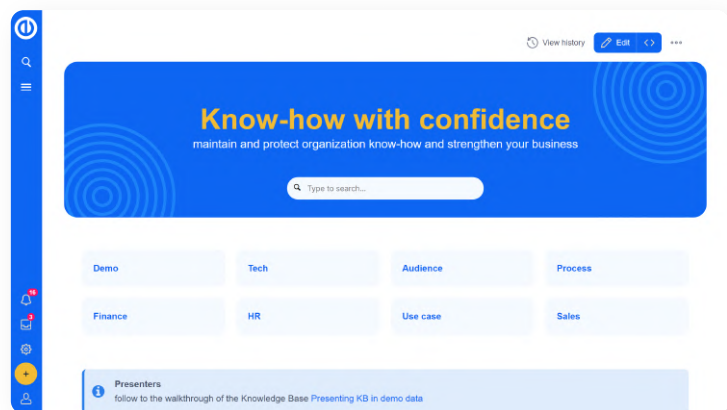 View history
Edit
Know-how with confidence
maintain and protect organization know-how and strengthen your business
Type to search...
Demo Tech Audience Process
16
3
Finance HR Use case Sales
Presenters
follow to the walkthrough of the Knowledge Base Presenting KB in demo data